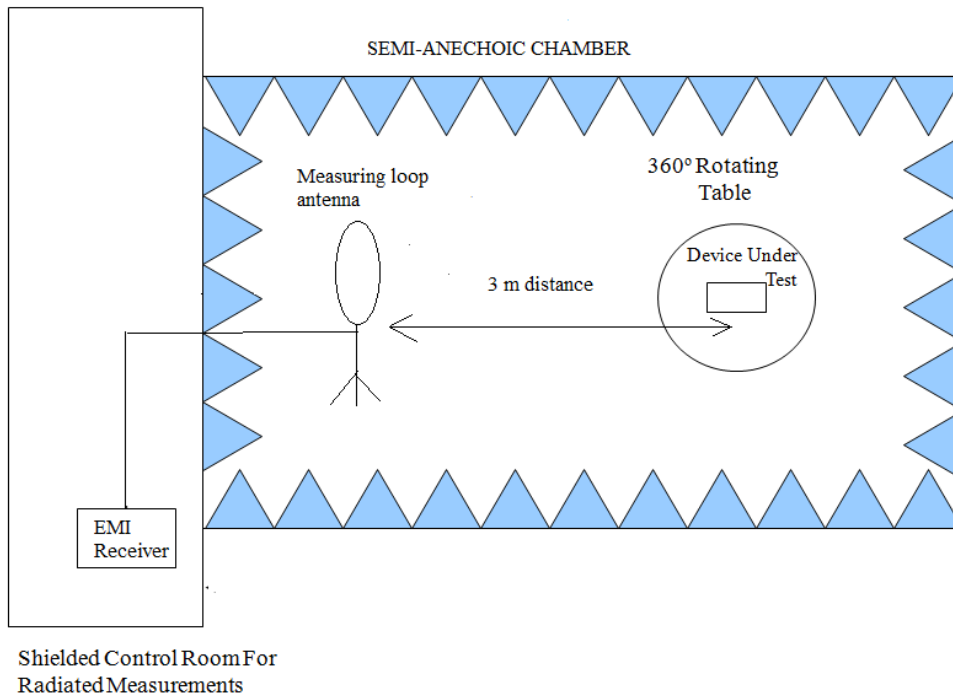 SEMI-ANECHOIC CHAMBER
Measuring loop
antenna
360º Rotating
Table
Device Under
Test
3 m distance
EMI
Receiver
Shielded Control Room For
Radiated Measurements